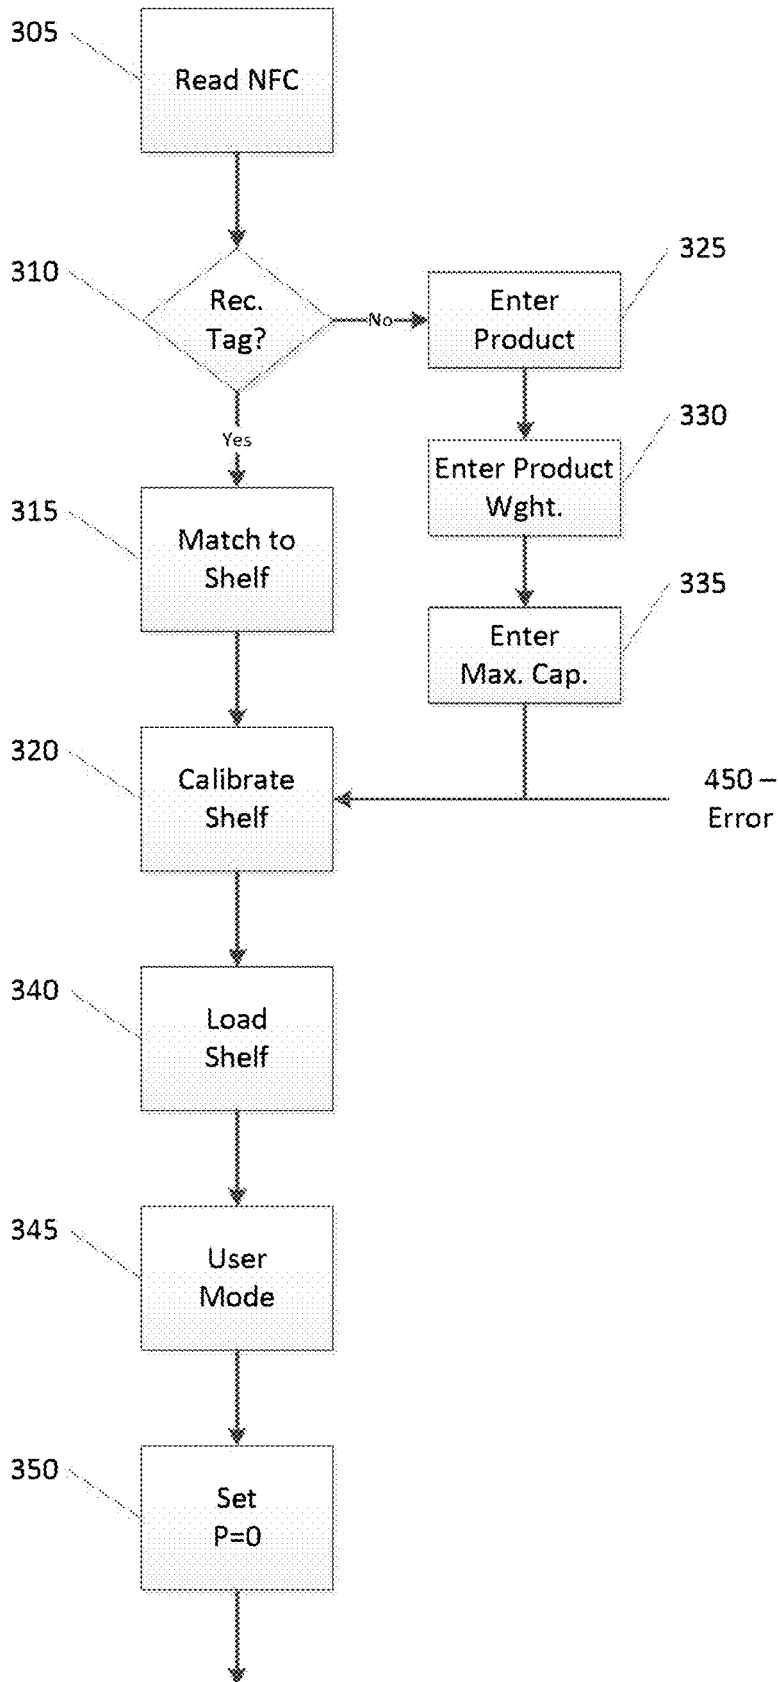 305
Read NFC
310
Rec.
Tag?
No
325
Enter
Product
Yes
330
Enter Product
Wght.
315
Match to
Shelf
335
Enter
Max. Cap.
320
Calibrate
Shelf
450 –
Error
340
Load
Shelf
345
User
Mode
350
Set
P=0